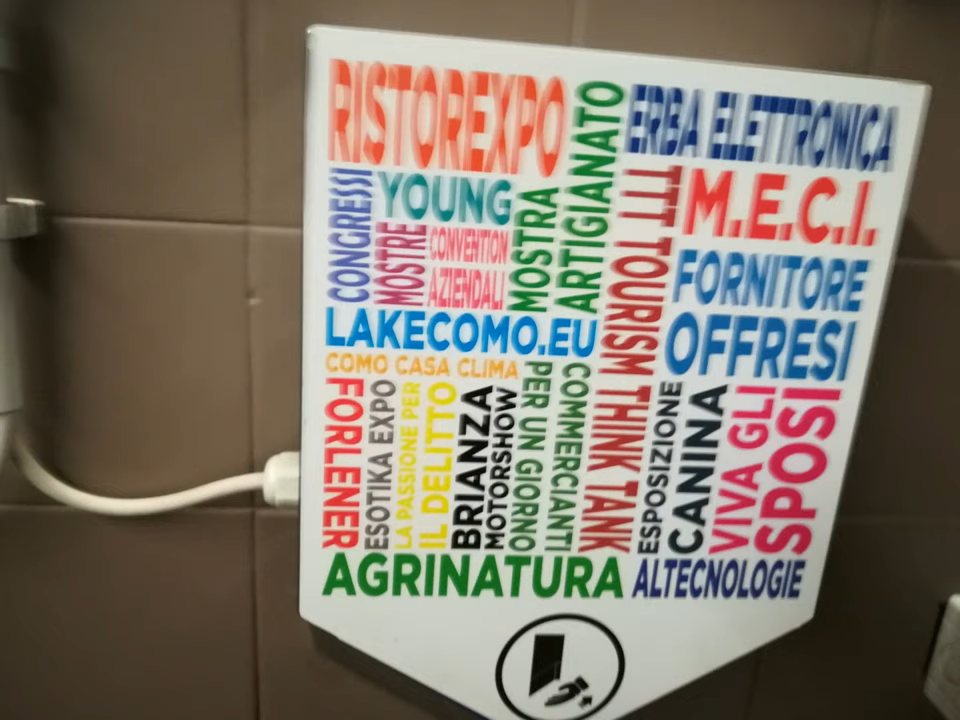 RISTOREXPO
ERBA ELETTRONICA
CONGRESSI
YOUNG
MOSTRE
CONVENTION
AZIENDALI
MOSTRA
ARTIGIANATO
TTT TOURISM THINK TANK
M.E.C.I.
FORNITORE
OFFRESI
LAKECOMO.EU
COMO CASA CLIMA
FORLENER
ESOTIKA EXPO
LA PASSIONE PER
IL DELITTO
BRIANZA
MOTORSHOW
PER UN GIORNO
COMMERCIANTI
ESPOSIZIONE
CANINA
VIVA GLI
SPOSI
AGRINATURA
ALTECNOLOGIE